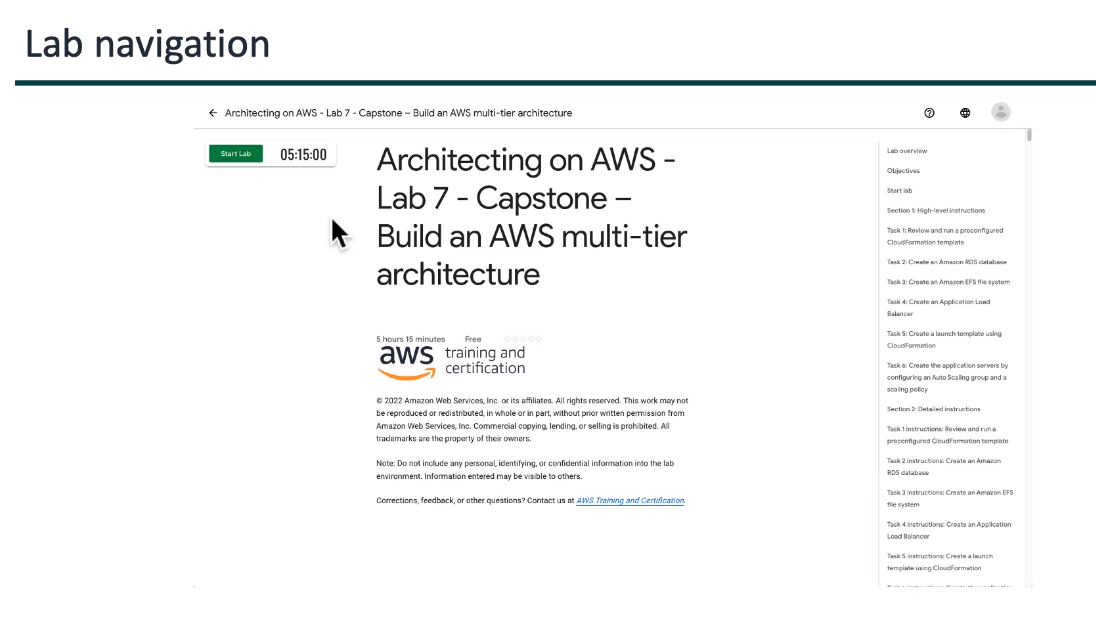 Lab navigation
Architecting on AWS - Lab 7 - Capstone – Build an AWS multi-tier architecture
Start Lab
05:15:00
Architecting on AWS -
Lab 7 - Capstone –
Build an AWS multi-tier
architecture
5 hours 15 minutes Free
aws training and
certification
© 2022 Amazon Web Services, Inc. or its affiliates. All rights reserved. This work may not
be reproduced or redistributed, in whole or in part, without prior written permission from
Amazon Web Services, Inc. Commercial copying, lending, or selling is prohibited. All
trademarks are the property of their owners.
Note: Do not include any personal, identifying, or confidential information into the lab
environment. Information entered may be visible to others.
Corrections, feedback, or other questions? Contact us at AWS Training and Certification.
Lab overview
Objectives
Start lab
Section 1: High-level instructions
Task 1: Review and run a preconfigured
CloudFormation template
Task 2: Create an Amazon RDS database
Task 3: Create an Amazon EFS file system
Task 4: Create an Application Load
Balancer
Task 5: Create a launch template using
CloudFormation
Task 6: Create the application servers by
configuring an Auto Scaling group and a
scaling policy
Section 2: Detailed instructions
Task 1 instructions: Review and run a
preconfigured CloudFormation template
Task 2 instructions: Create an Amazon
RDS database
Task 3 instructions: Create an Amazon EFS
file system
Task 4 instructions: Create an Application
Load Balancer
Task 5 instructions: Create a launch
template using CloudFormation